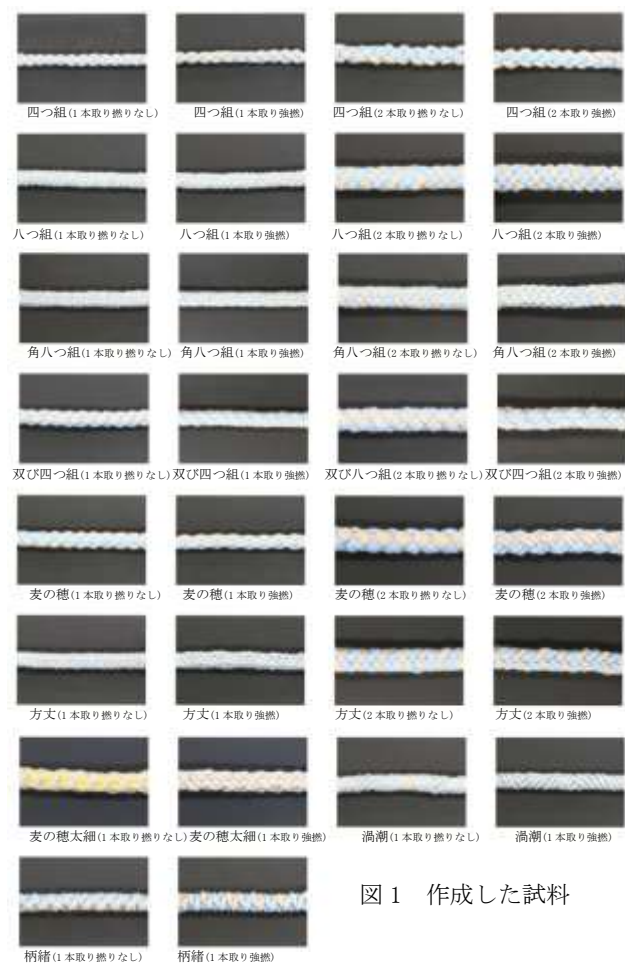 四つ組(1本取り撚りなし) 四つ組(1本取り強撚) 四つ組(2本取り撚りなし) 四つ組(2本取り強撚)
八つ組(1本取り撚りなし) 八つ組(1本取り強撚) 八つ組(2本取り撚りなし) 八つ組(2本取り強撚)
角八つ組(1本取り撚りなし) 角八つ組(1本取り強撚) 角八つ組(2本取り撚りなし) 角八つ組(2本取り強撚)
双び四つ組(1本取り撚りなし) 双び四つ組(1本取り強撚) 双び八つ組(2本取り撚りなし) 双び四つ組(2本取り強撚)
麦の穂(1本取り撚りなし) 麦の穂(1本取り強撚) 麦の穂(2本取り撚りなし) 麦の穂(2本取り強撚)
方丈(1本取り撚りなし) 方丈(1本取り強撚) 方丈(2本取り撚りなし) 方丈(2本取り強撚)
麦の穂太細(1本取り撚りなし) 麦の穂太細(1本取り強撚) 渦潮(1本取り撚りなし) 渦潮(1本取り強撚)
図1 作成した試料
柄緒(1本取り撚りなし) 柄緒(1本取り強撚)